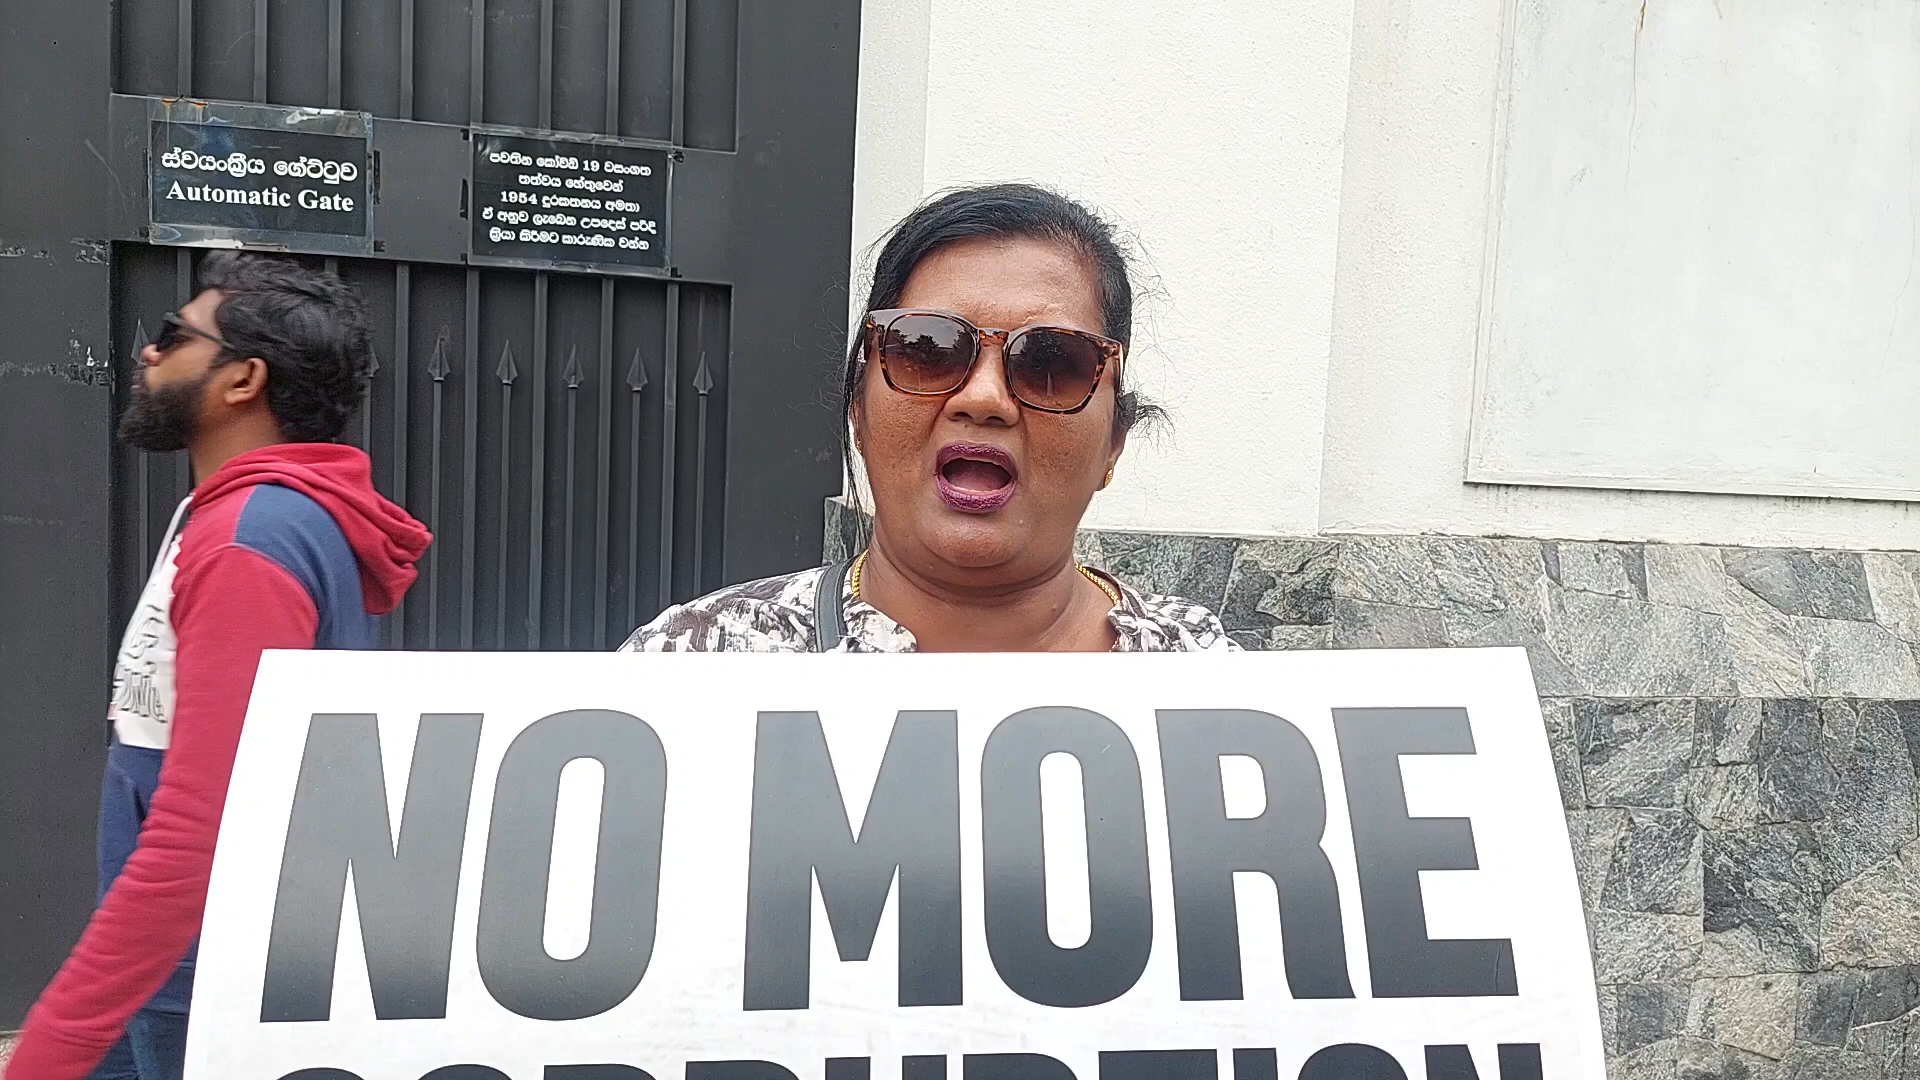 ස්වයංක්‍රීය ගේට්ටුව
Automatic Gate
පවතින කෝවිඩ් 19 වසංගත
තත්වය හේතුවෙන්
1954 දුරකතනය අමතා
ඒ අනුව ලැබෙන උපදෙස් පරිදි
ක්‍රියා කිරීමට කාරුණික වන්න
NO MORE
CORRUPTION